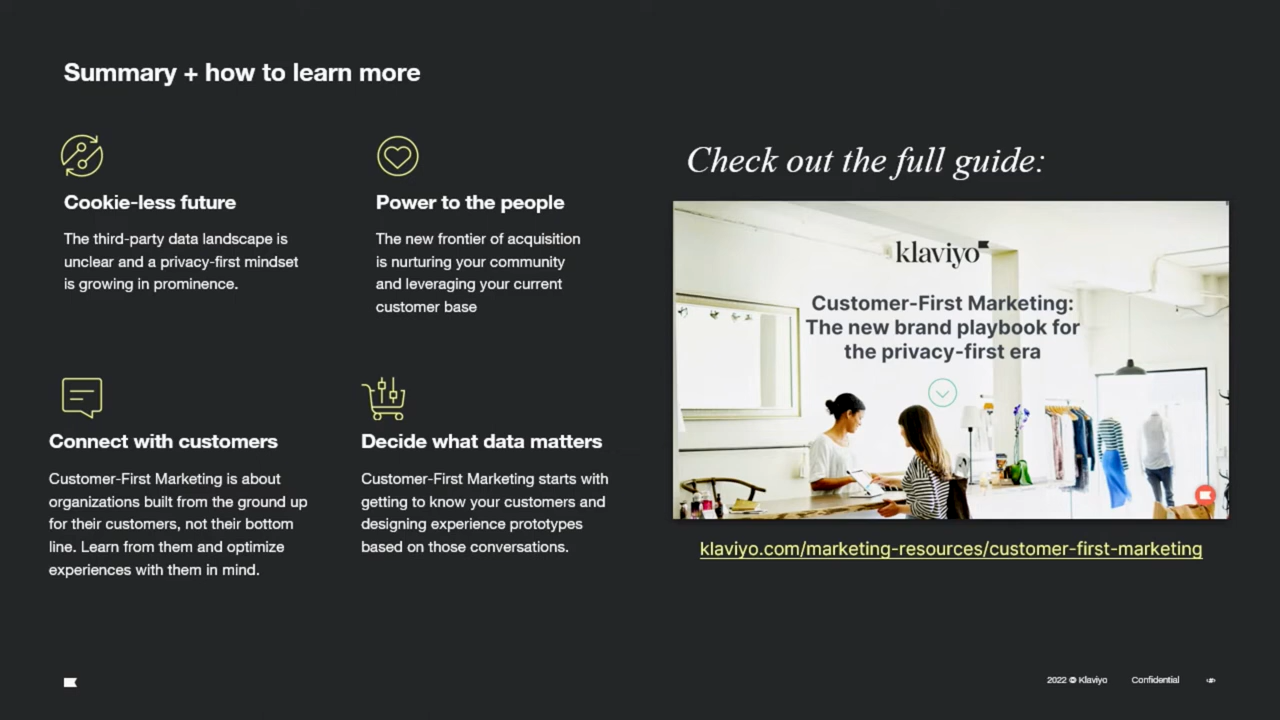 Summary + how to learn more
Cookie-less future
The third-party data landscape is
unclear and a privacy-first mindset
is growing in prominence.
Power to the people
The new frontier of acquisition
is nurturing your community
and leveraging your current
customer base
Connect with customers
Customer-First Marketing is about
organizations built from the ground up
for their customers, not their bottom
line. Learn from them and optimize
experiences with them in mind.
Decide what data matters
Customer-First Marketing starts with
getting to know your customers and
designing experience prototypes
based on those conversations.
Check out the full guide:
klaviyo
Customer-First Marketing:
The new brand playbook for
the privacy-first era
klaviyo.com/marketing-resources/customer-first-marketing
2022 © Klaviyo Confidential